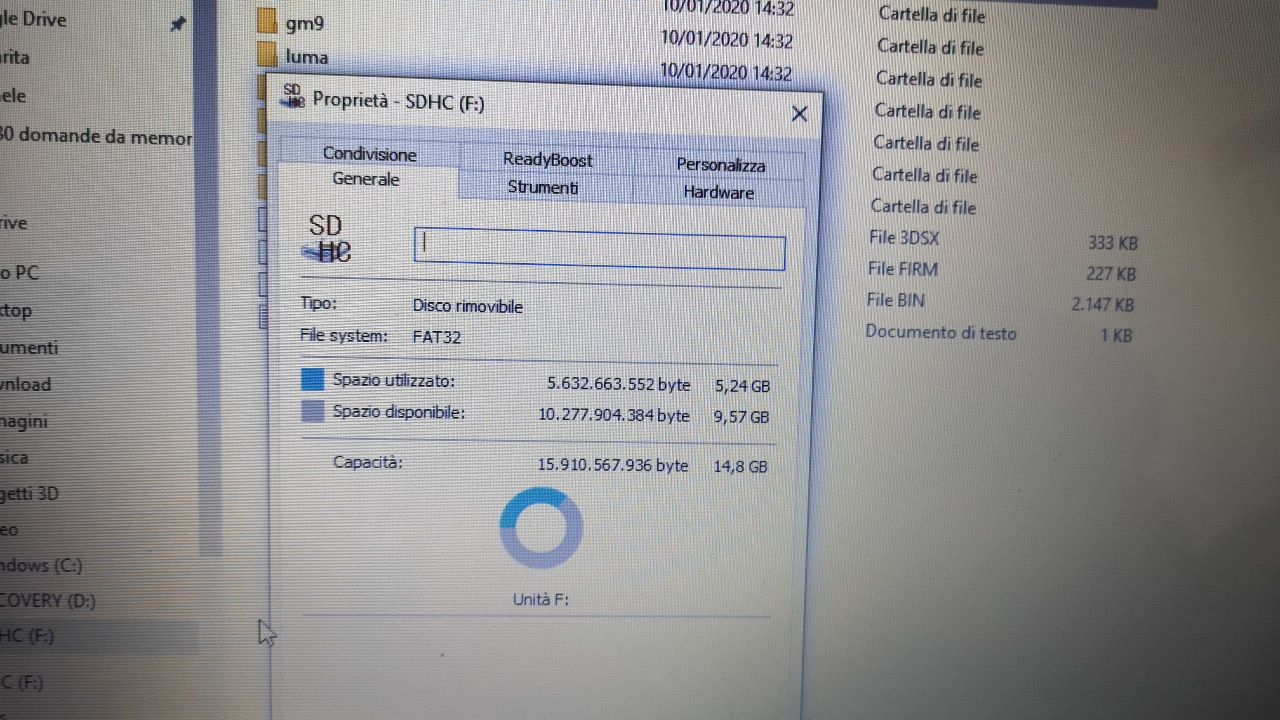 gle Drive
gm9
10/01/2020 14:32
Cartella di file
luma
10/01/2020 14:32
Cartella di file
10/01/2020 14:32
Cartella di file
Cartella di file
Cartella di file
Cartella di file
Cartella di file
File 3DSX 333 KB
File FIRM 227 KB
File BIN 2.147 KB
Documento di testo 1 KB
rita
ele
30 domande da memor
rive
o PC
ktop
umenti
wnload
magini
sica
getti 3D
eo
ndows (C:)
COVERY (D:)
HC (F:)
C (F:)
SD HC
Proprietà - SDHC (F:)
Condivisione ReadyBoost Personalizza
Generale Strumenti Hardware
SD
HC
Tipo: Disco rimovibile
File system: FAT32
Spazio utilizzato: 5.632.663.552 byte 5,24 GB
Spazio disponibile: 10.277.904.384 byte 9,57 GB
Capacità: 15.910.567.936 byte 14,8 GB
Unità F: